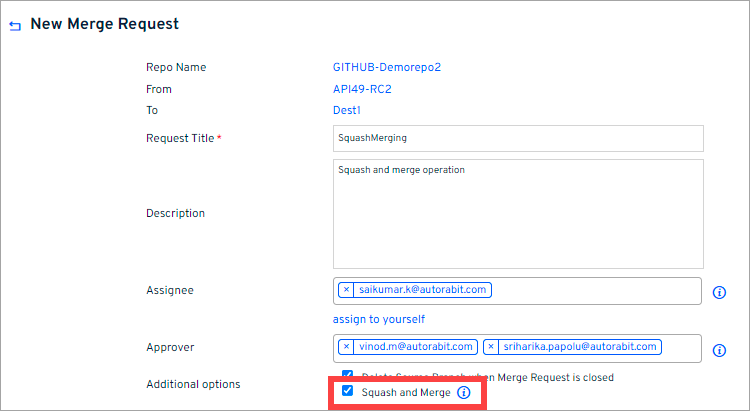 New Merge Request
Repo Name GITHUB-Demorepo2
From API49-RC2
To Dest1
Request Title * SquashMerging
Description Squash and merge operation
Assignee × saikumar.k@autorabit.com
assign to yourself
Approver × vinod.m@autorabit.com × sriharika.papolu@autorabit.com
Additional options Delete Source Branch when Merge Request is closed
Squash and Merge